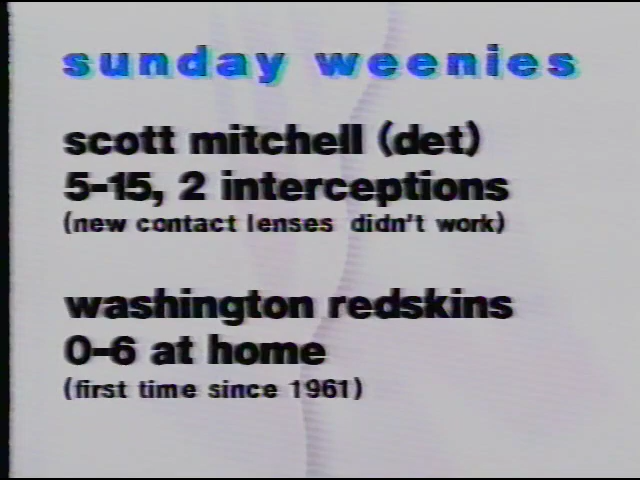 sunday weenies
scott mitchell (det)
5-15, 2 interceptions
(new contact lenses didn't work)
washington redskins
0-6 at home
(first time since 1961)